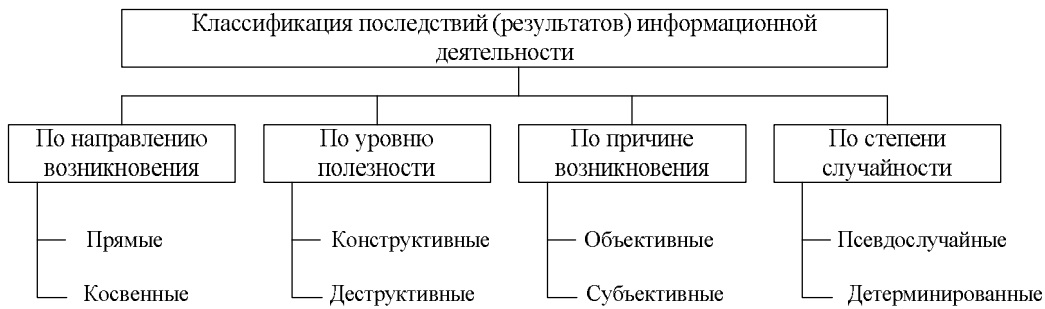 Классификация последствий (результатов) информационной
деятельности
По направлению
возникновения
По уровню
полезности
По причине
возникновения
По степени
случайности
Прямые
Конструктивные
Объективные
Псевдослучайные
Косвенные
Деструктивные
Субъективные
Детерминированные